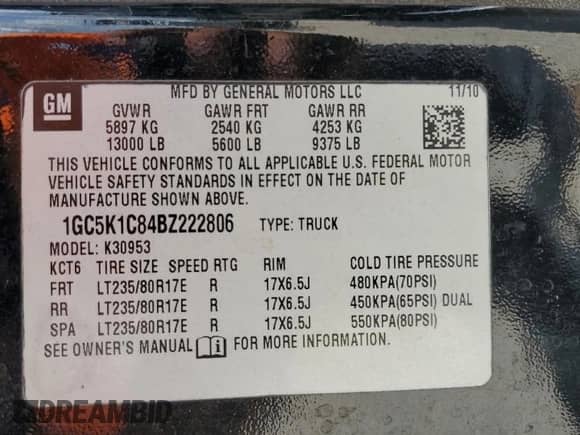 MFD BY GENERAL MOTORS LLC 11/10
GM
GVWR GAWR FRT GAWR RR
5897 KG 2540 KG 4253 KG
13000 LB 5600 LB 9375 LB
THIS VEHICLE CONFORMS TO ALL APPLICABLE U.S. FEDERAL MOTOR
VEHICLE SAFETY STANDARDS IN EFFECT ON THE DATE OF
MANUFACTURE SHOWN ABOVE.
1GC5K1C84BZ222806 TYPE: TRUCK
MODEL: K30953
KCT6 TIRE SIZE SPEED RTG RIM COLD TIRE PRESSURE
FRT LT235/80R17E R 17X6.5J 480KPA(70PSI)
RR LT235/80R17E R 17X6.5J 450KPA(65PSI) DUAL
SPA LT235/80R17E R 17X6.5J 550KPA(80PSI)
SEE OWNER'S MANUAL i FOR MORE INFORMATION.
DREAMBID